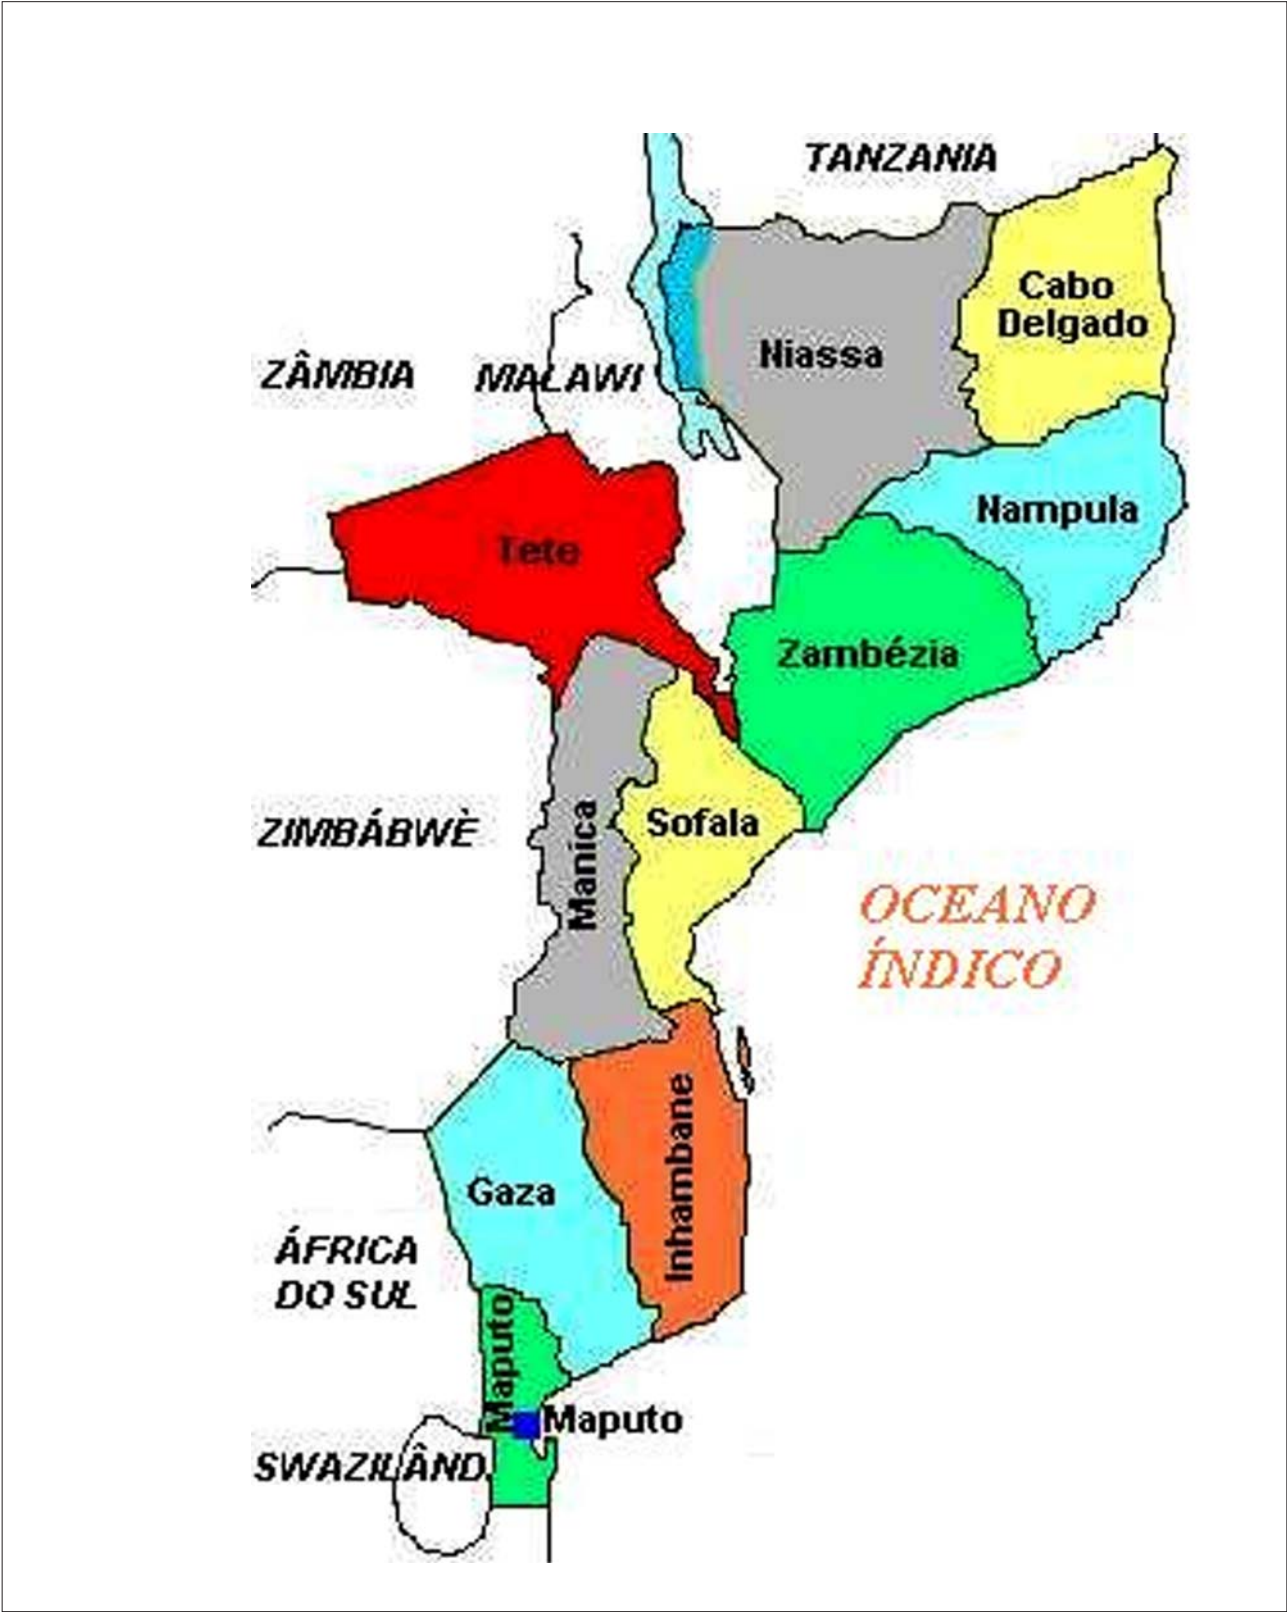 TANZANIA
Cabo
Delgado
Niassa
ZÂMBIA
MALAWI
Nampula
Tete
Zambézia
ZIMBÁBWÈ
Manica
Sofala
OCEANO
ÍNDICO
Inhambane
Gaza
ÁFRICA
DO SUL
Maputo
Maputo
SWAZILÂND